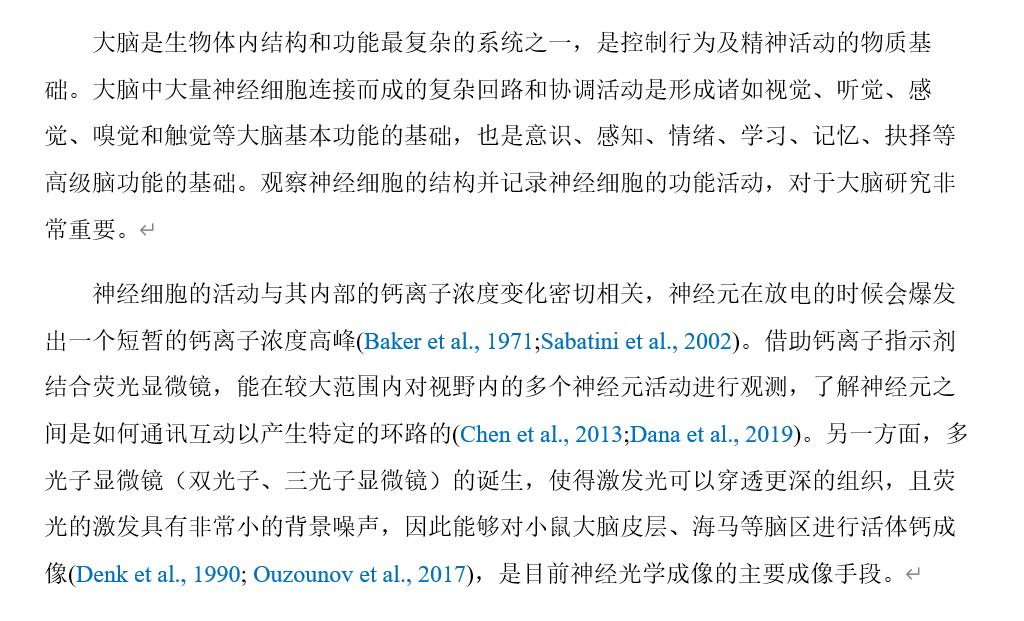 大脑是生物体内结构和功能最复杂的系统之一，是控制行为及精神活动的物质基
础。大脑中大量神经细胞连接而成的复杂回路和协调活动是形成诸如视觉、听觉、感
觉、嗅觉和触觉等大脑基本功能的基础，也是意识、感知、情绪、学习、记忆、抉择等
高级脑功能的基础。观察神经细胞的结构并记录神经细胞的功能活动，对于大脑研究非
常重要。↵
神经细胞的活动与其内部的钙离子浓度变化密切相关，神经元在放电的时候会爆发
出一个短暂的钙离子浓度高峰(Baker et al., 1971;Sabatini et al., 2002)。借助钙离子指示剂
结合荧光显微镜，能在较大范围内对视野内的多个神经元活动进行观测，了解神经元之
间是如何通讯互动以产生特定的环路的(Chen et al., 2013;Dana et al., 2019)。另一方面，多
光子显微镜（双光子、三光子显微镜）的诞生，使得激发光可以穿透更深的组织，且荧
光的激发具有非常小的背景噪声，因此能够对小鼠大脑皮层、海马等脑区进行活体钙成
像(Denk et al., 1990; Ouzounov et al., 2017)，是目前神经光学成像的主要成像手段。↵